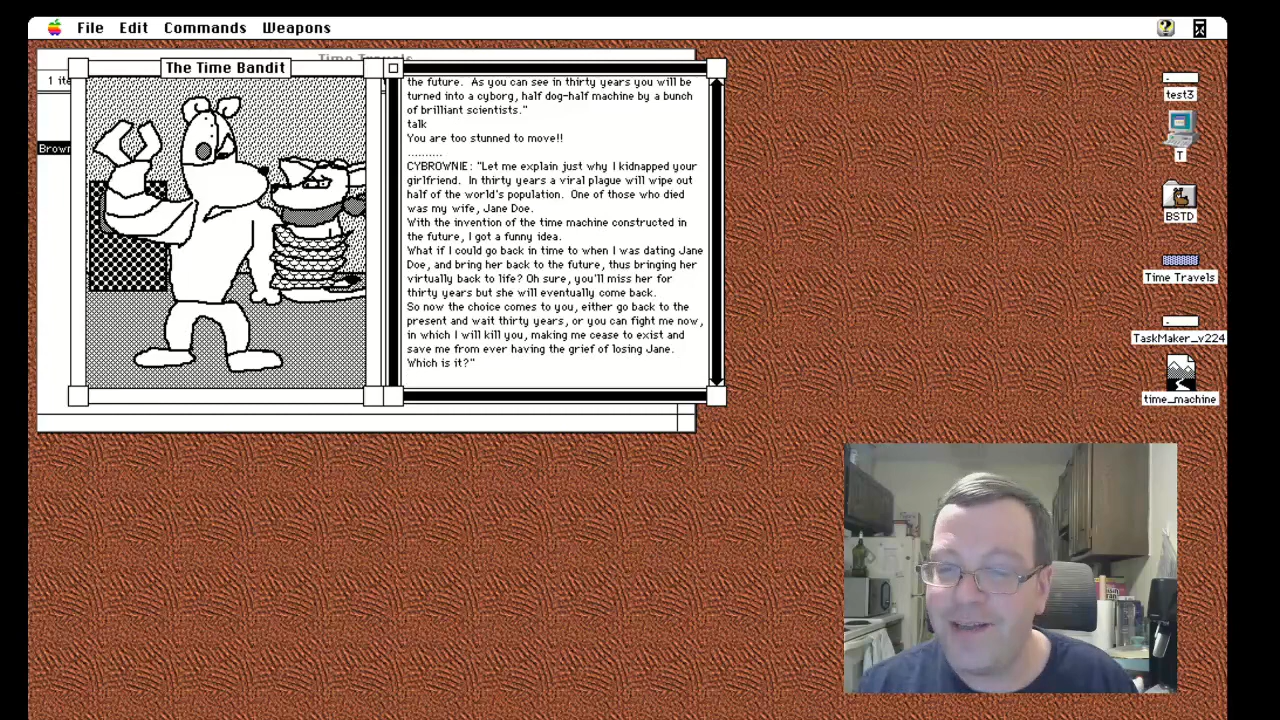 File Edit Commands Weapons
Time Travels
The Time Bandit
1 ite
Brown
the future. As you can see in thirty years you will be
turned into a cyborg, half dog-half machine by a bunch
of brilliant scientists."
talk
You are too stunned to move!!
..........
CYBROWNIE: "Let me explain just why I kidnapped your
girlfriend. In thirty years a viral plague will wipe out
half of the world's population. One of those who died
was my wife, Jane Doe.
With the invention of the time machine constructed in
the future, I got a funny idea.
What if I could go back in time to when I was dating Jane
Doe, and bring her back to the future, thus bringing her
virtually back to life? Oh sure, you'll miss her for
thirty years but she will eventually come back.
So now the choice comes to you, either go back to the
present and wait thirty years, or you can fight me now,
in which I will kill you, making me cease to exist and
save me from ever having the grief of losing Jane.
Which is it?"
test3
T
BSTD
Time Travels
TaskMaker_v224
time_machine